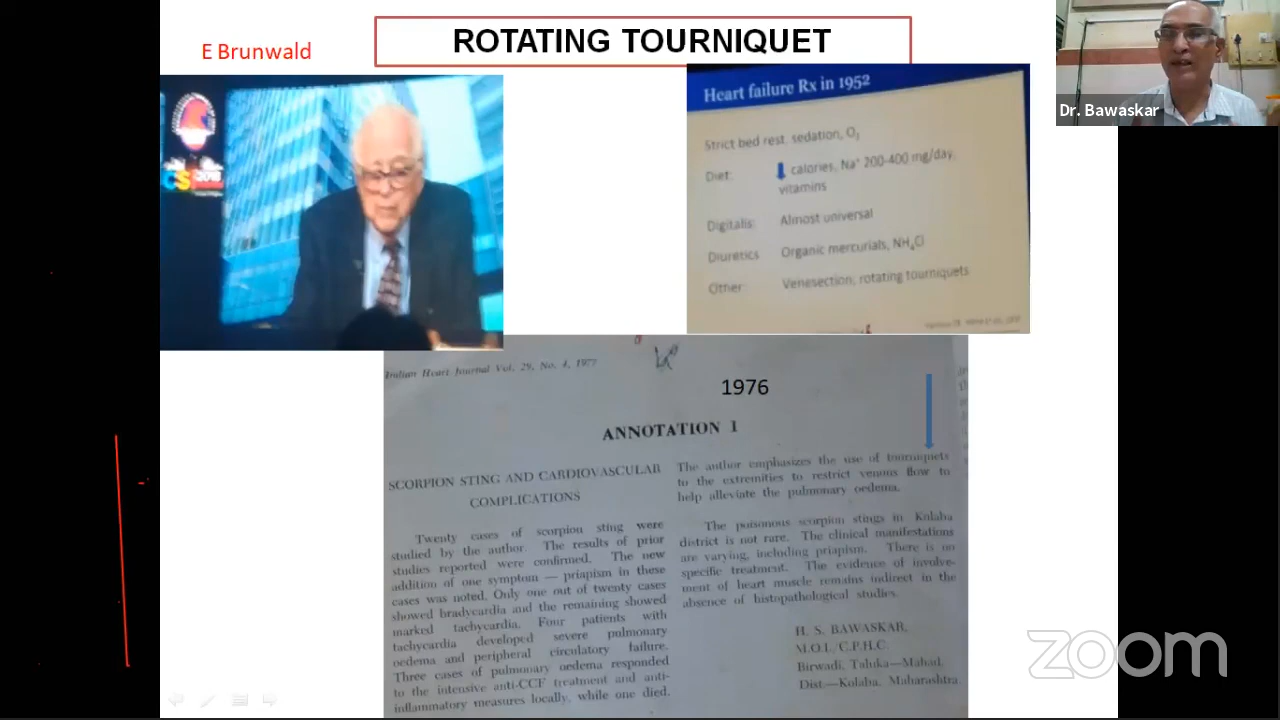 E Brunwald
ROTATING TOURNIQUET
Dr. Bawaskar
2018
Heart failure Rx in 1952
Strict bed rest, sedation, O₂
Diet: calories, Na⁺ 200-400 mg/day,
vitamins
Digitalis: Almost universal
Diuretics Organic mercurials, NH₄Cl
Other: Venesection, rotating tourniquets
Indian Heart Journal Vol. 29, No. 4, 1977
1976
ANNOTATION I
SCORPION STING AND CARDIOVASCULAR
COMPLICATIONS
Twenty cases of scorpion sting were
studied by the author. The results of prior
studies reported were confirmed. The new
addition of one symptom — priapism in these
cases was noted. Only one out of twenty cases
showed bradycardia and the remaining showed
marked tachycardia. Four patients with
tachycardia developed severe pulmonary
oedema and peripheral circulatory failure.
Three cases of pulmonary oedema responded
to the intensive anti-CCF treatment and anti-
inflammatory measures locally, while one died.
The author emphasizes the use of tourniquets
to the extremities to restrict venous flow to
help alleviate the pulmonary oedema.
The poisonous scorpion stings in Kolaba
district is not rare. The clinical manifestations
are varying, including priapism. There is no
specific treatment. The evidence of involve-
ment of heart muscle remains indirect in the
absence of histopathological studies.
H. S. BAWASKAR,
M.O.I./C.P.H.C.
Birwadi, Taluka—Mahad.
Dist.—Kolaba, Maharashtra.
zoom